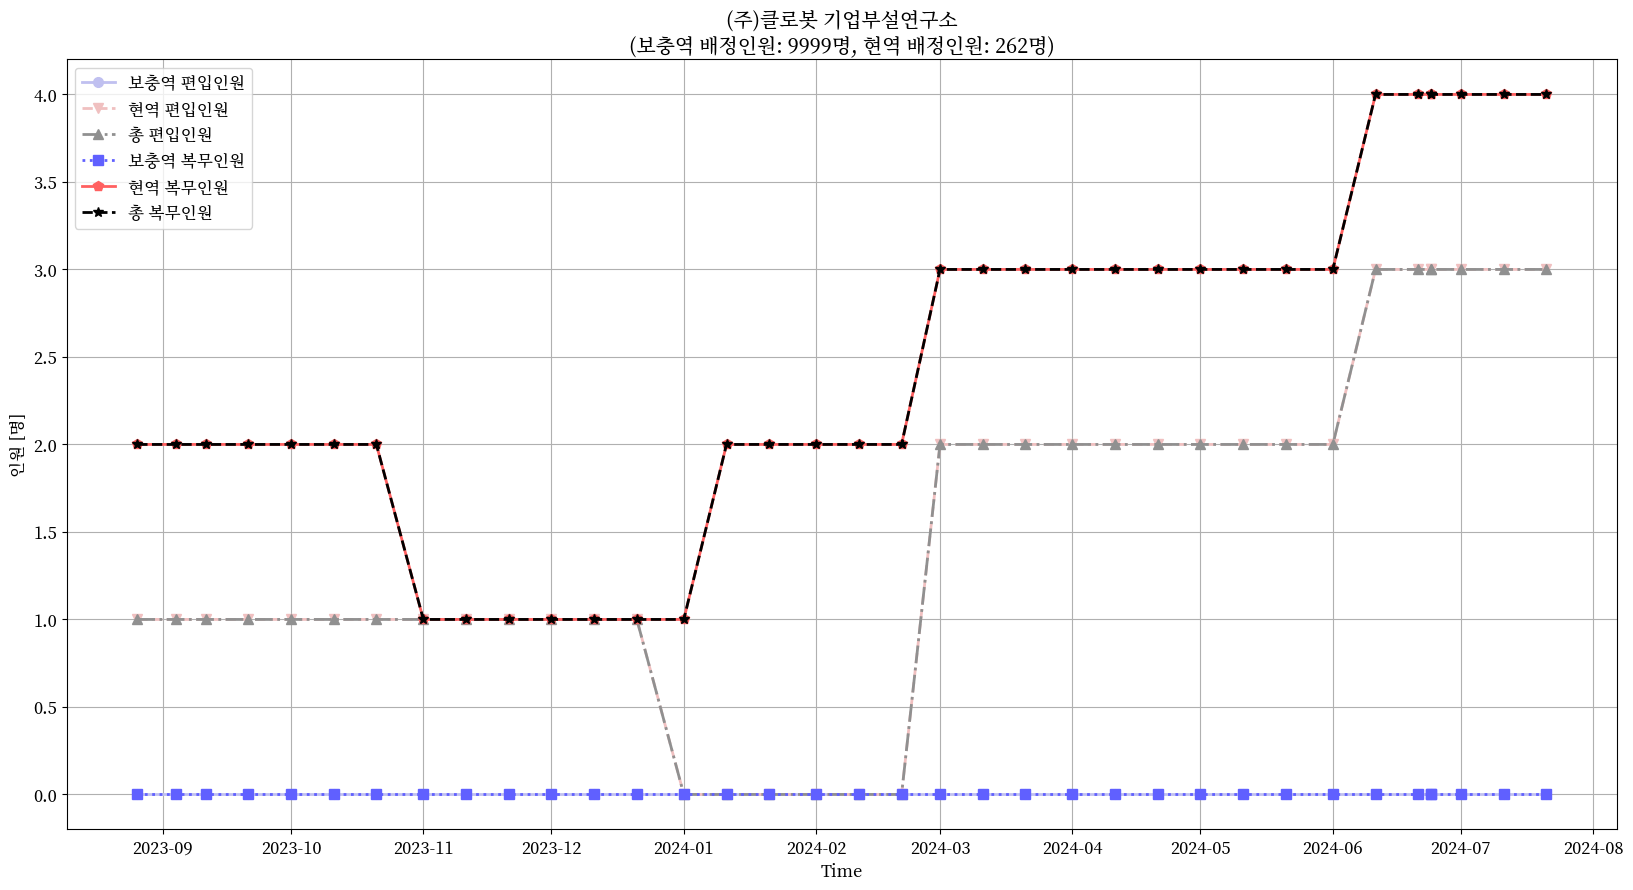 (주)클로봇 기업부설연구소
(보충역 배정인원: 9999명, 현역 배정인원: 262명)
보충역 편입인원
현역 편입인원
총 편입인원
보충역 복무인원
현역 복무인원
총 복무인원
인원 [명]
4.0
3.5
3.0
2.5
2.0
1.5
1.0
0.5
0.0
2023-09 2023-10 2023-11 2023-12 2024-01 2024-02 2024-03 2024-04 2024-05 2024-06 2024-07 2024-08
Time